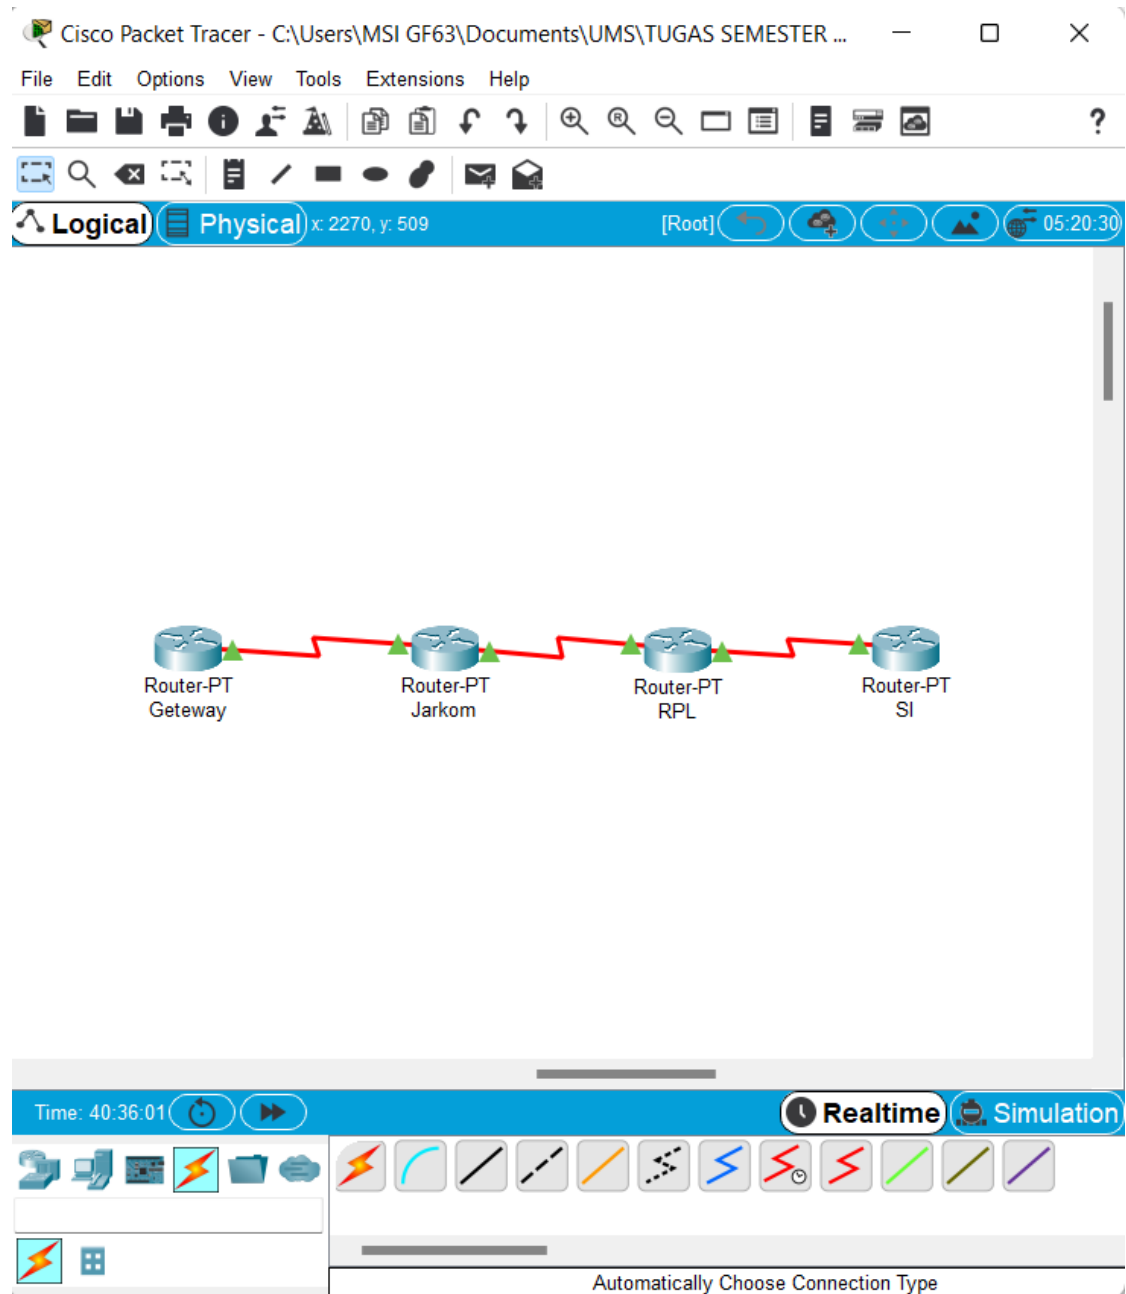 Cisco Packet Tracer - C:\Users\MSI GF63\Documents\UMS\TUGAS SEMESTER ...
File Edit Options View Tools Extensions Help
?
Logical Physical x: 2270, y: 509 [Root] 05:20:30
Router-PT Router-PT Router-PT Router-PT
Geteway Jarkom RPL SI
Time: 40:36:01 Realtime Simulation
Automatically Choose Connection Type